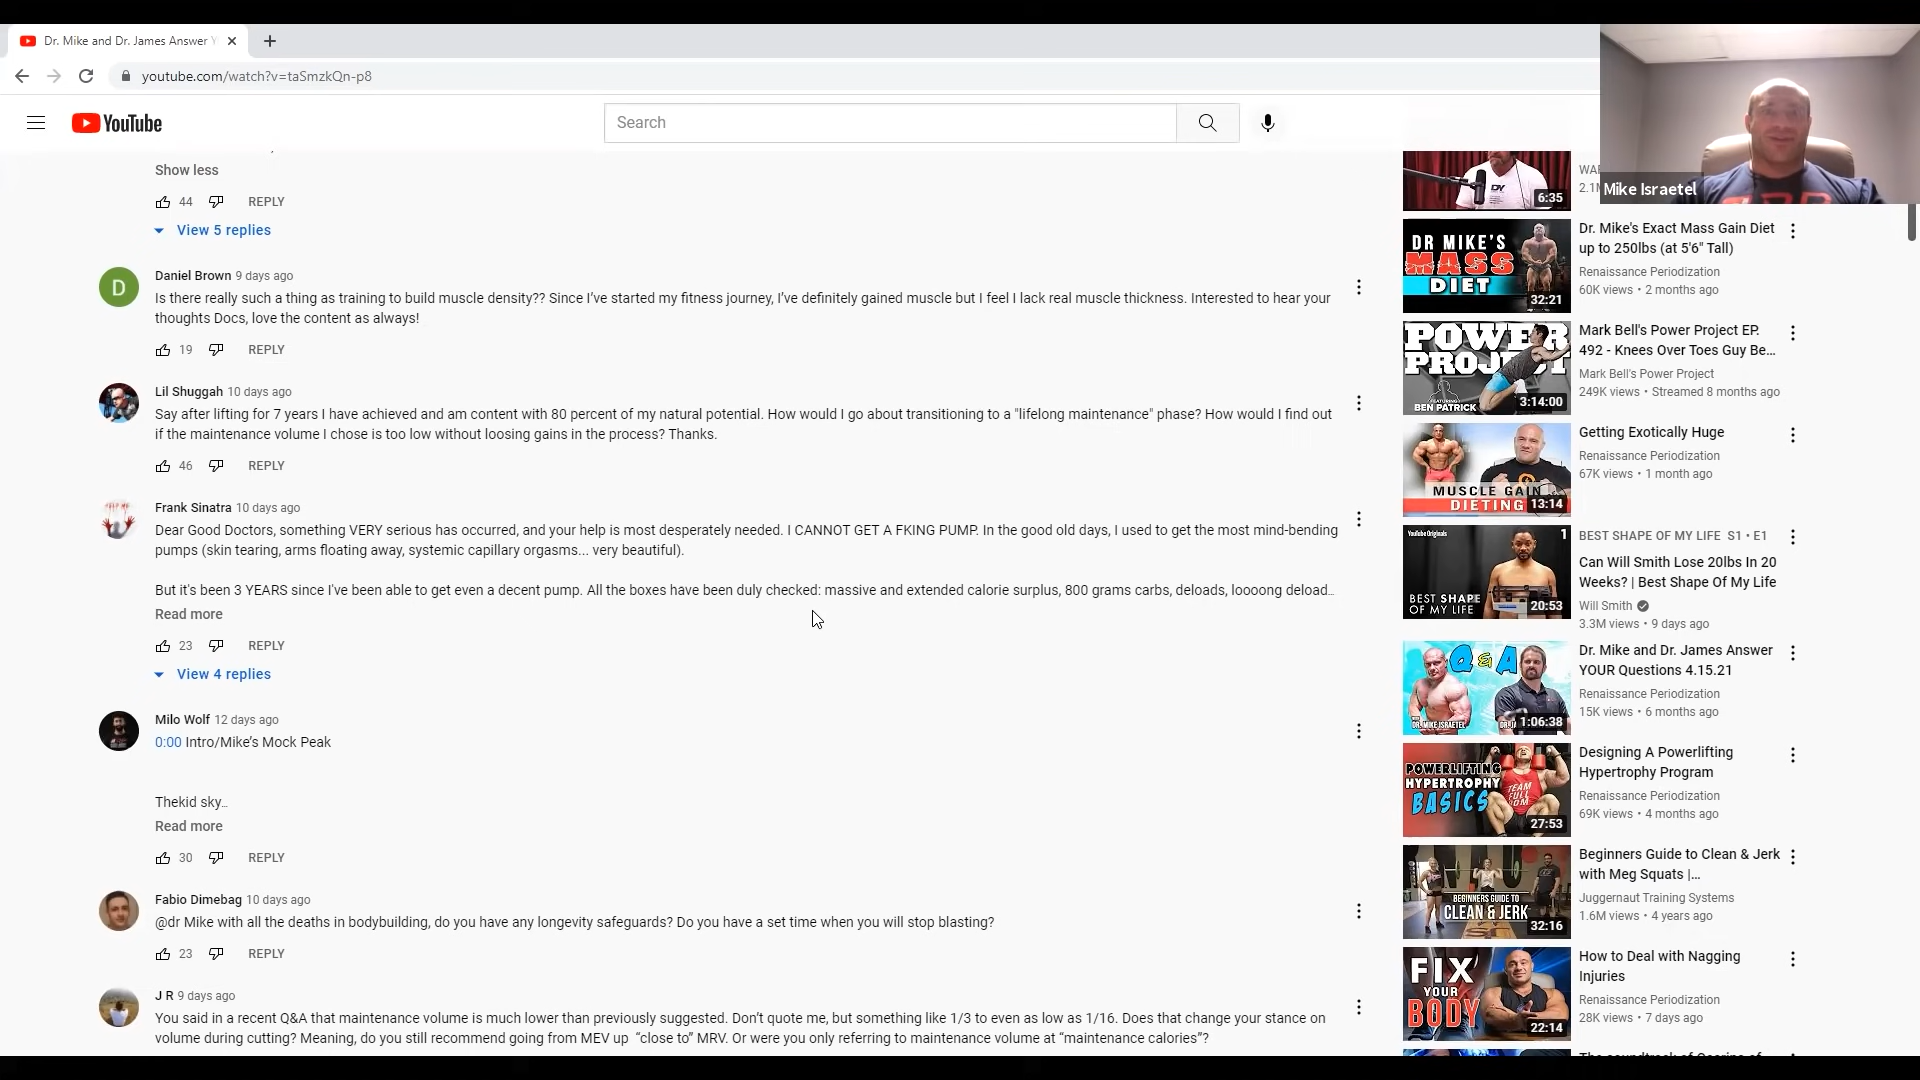 Dr. Mike and Dr. James Answer Y
youtube.com/watch?v=taSmzkQn-p8
YouTube
Search
Mike Israetel
Show less
44 REPLY
View 5 replies
D
Daniel Brown 9 days ago
Is there really such a thing as training to build muscle density?? Since I've started my fitness journey, I've definitely gained muscle but I feel I lack real muscle thickness. Interested to hear your
thoughts Docs, love the content as always!
19 REPLY
Lil Shuggah 10 days ago
Say after lifting for 7 years I have achieved and am content with 80 percent of my natural potential. How would I go about transitioning to a "lifelong maintenance" phase? How would I find out
if the maintenance volume I chose is too low without loosing gains in the process? Thanks.
46 REPLY
Frank Sinatra 10 days ago
Dear Good Doctors, something VERY serious has occurred, and your help is most desperately needed. I CANNOT GET A FKING PUMP. In the good old days, I used to get the most mind-bending
pumps (skin tearing, arms floating away, systemic capillary orgasms... very beautiful).
But it's been 3 YEARS since I've been able to get even a decent pump. All the boxes have been duly checked: massive and extended calorie surplus, 800 grams carbs, deloads, loooong deload…
Read more
23 REPLY
View 4 replies
Milo Wolf 12 days ago
0:00 Intro/Mike's Mock Peak
Thekid sky…
Read more
30 REPLY
Fabio Dimebag 10 days ago
@dr Mike with all the deaths in bodybuilding, do you have any longevity safeguards? Do you have a set time when you will stop blasting?
23 REPLY
J R 9 days ago
You said in a recent Q&A that maintenance volume is much lower than previously suggested. Don't quote me, but something like 1/3 to even as low as 1/16. Does that change your stance on
volume during cutting? Meaning, do you still recommend going from MEV up “close to” MRV. Or were you only referring to maintenance volume at “maintenance calories”?
DY
6:35
WA
2.1
DR MIKE'S
MASS
DIET
32:21
Dr. Mike's Exact Mass Gain Diet
up to 250lbs (at 5'6" Tall)
Renaissance Periodization
60K views • 2 months ago
POWER
PROJ
FEATURING
BEN PATRICK
3:14:00
Mark Bell's Power Project EP.
492 - Knees Over Toes Guy Be...
Mark Bell's Power Project
249K views • Streamed 8 months ago
MUSCLE GAIN
DIETING
13:14
Getting Exotically Huge
Renaissance Periodization
67K views • 1 month ago
YouTube Originals
1
BEST SHAPE
OF MY LIFE
20:53
BEST SHAPE OF MY LIFE S1 • E1
Can Will Smith Lose 20lbs In 20
Weeks? | Best Shape Of My Life
Will Smith
3.3M views • 9 days ago
Q&A
DR. MIKE ISRAETEL
1:06:38
Dr. Mike and Dr. James Answer
YOUR Questions 4.15.21
Renaissance Periodization
15K views • 6 months ago
POWERLIFTING
HYPERTROPHY
BASICS
TEAM
FULL
ROM
27:53
Designing A Powerlifting
Hypertrophy Program
Renaissance Periodization
69K views • 4 months ago
BEGINNERS GUIDE TO
CLEAN & JERK
32:16
Beginners Guide to Clean & Jerk
with Meg Squats |...
Juggernaut Training Systems
1.6M views • 4 years ago
FIX
YOUR
BODY
22:14
How to Deal with Nagging
Injuries
Renaissance Periodization
28K views • 7 days ago